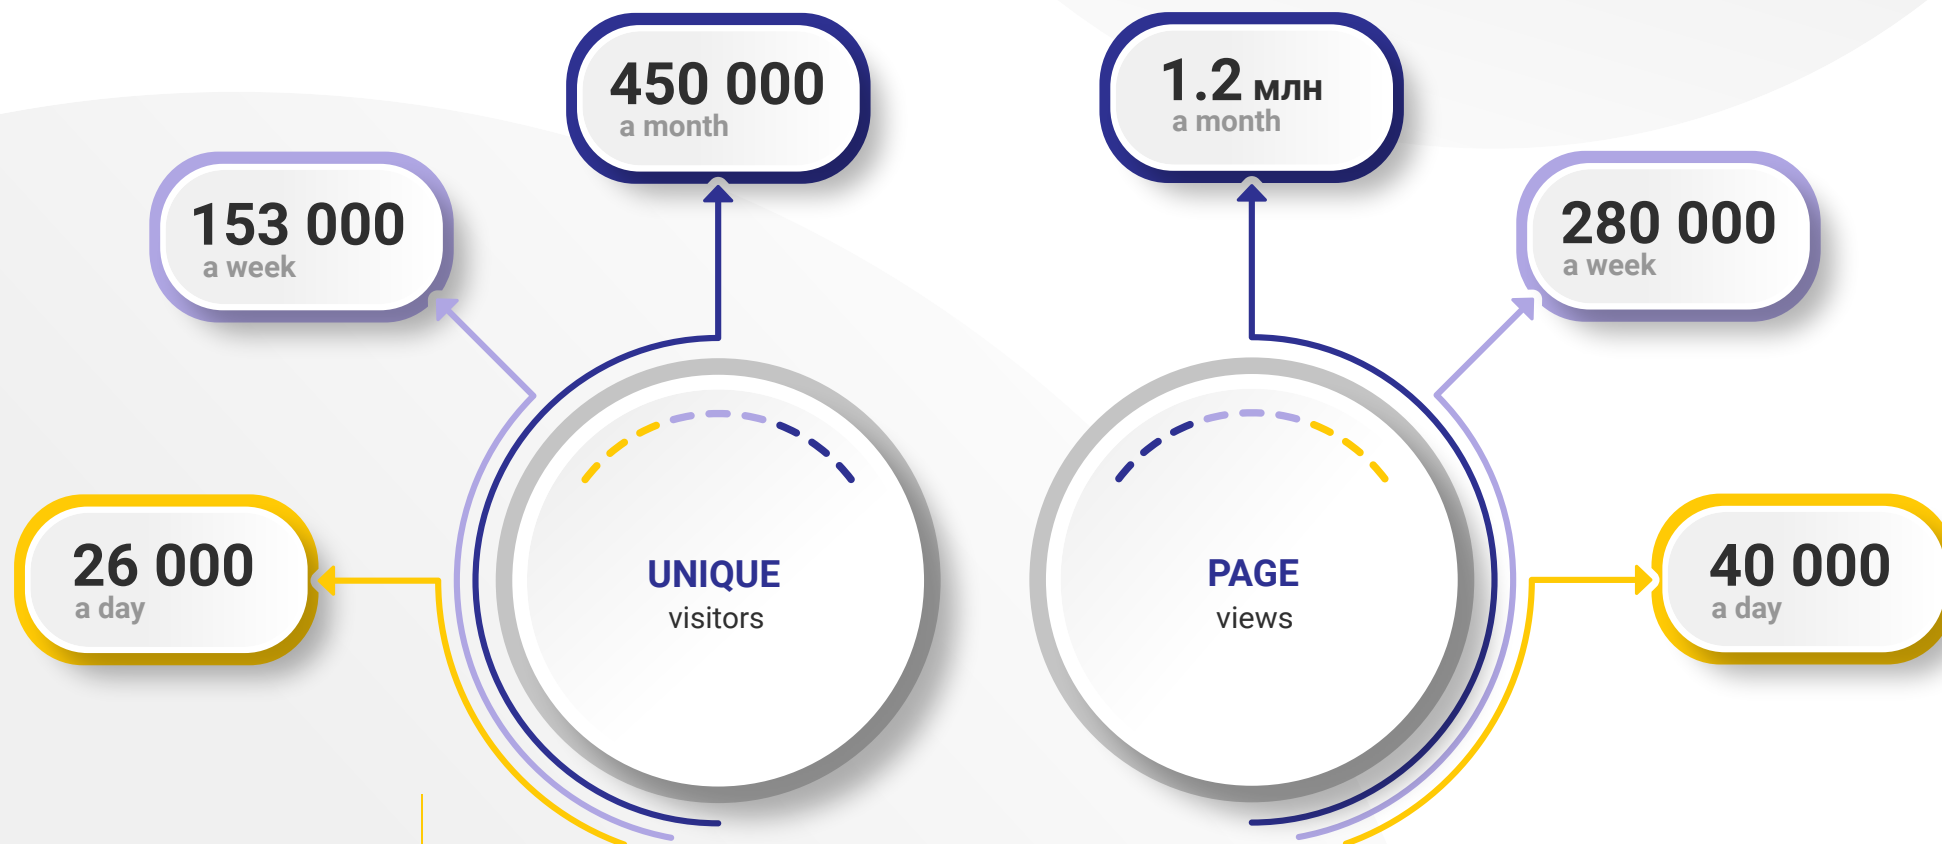 450 000
a month
1.2 млн
a month
153 000
a week
280 000
a week
26 000
a day
UNIQUE
visitors
PAGE
views
40 000
a day